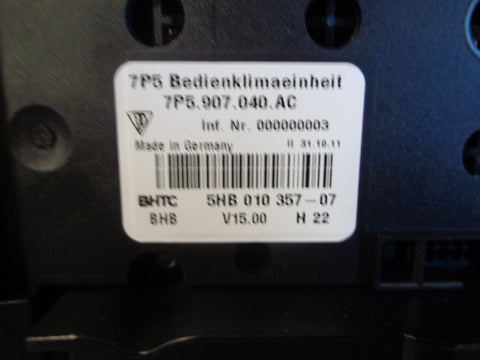 7P5 Bedienklimaeinheit
7P5.907.040.AC
Inf. Nr. 000000003
Made in Germany II 31.10.11
BHTC 5HB 010 357-07
BHB V15.00 H 22